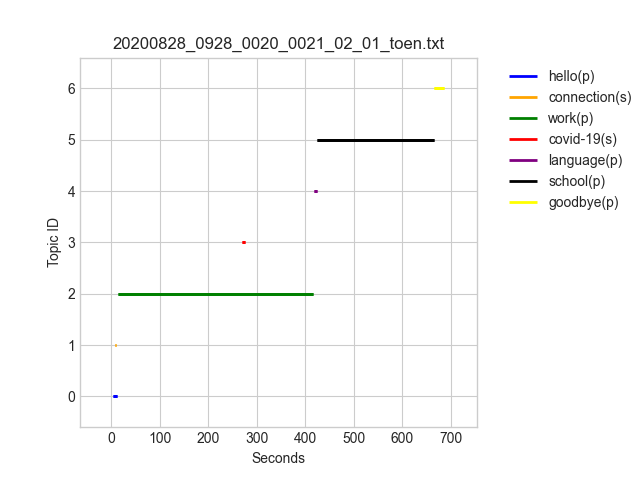 20200828_0928_0020_0021_02_01_toen.txt
Topic ID
6
5
4
3
2
1
0
0 100 200 300 400 500 600 700
Seconds
hello(p)
connection(s)
work(p)
covid-19(s)
language(p)
school(p)
goodbye(p)